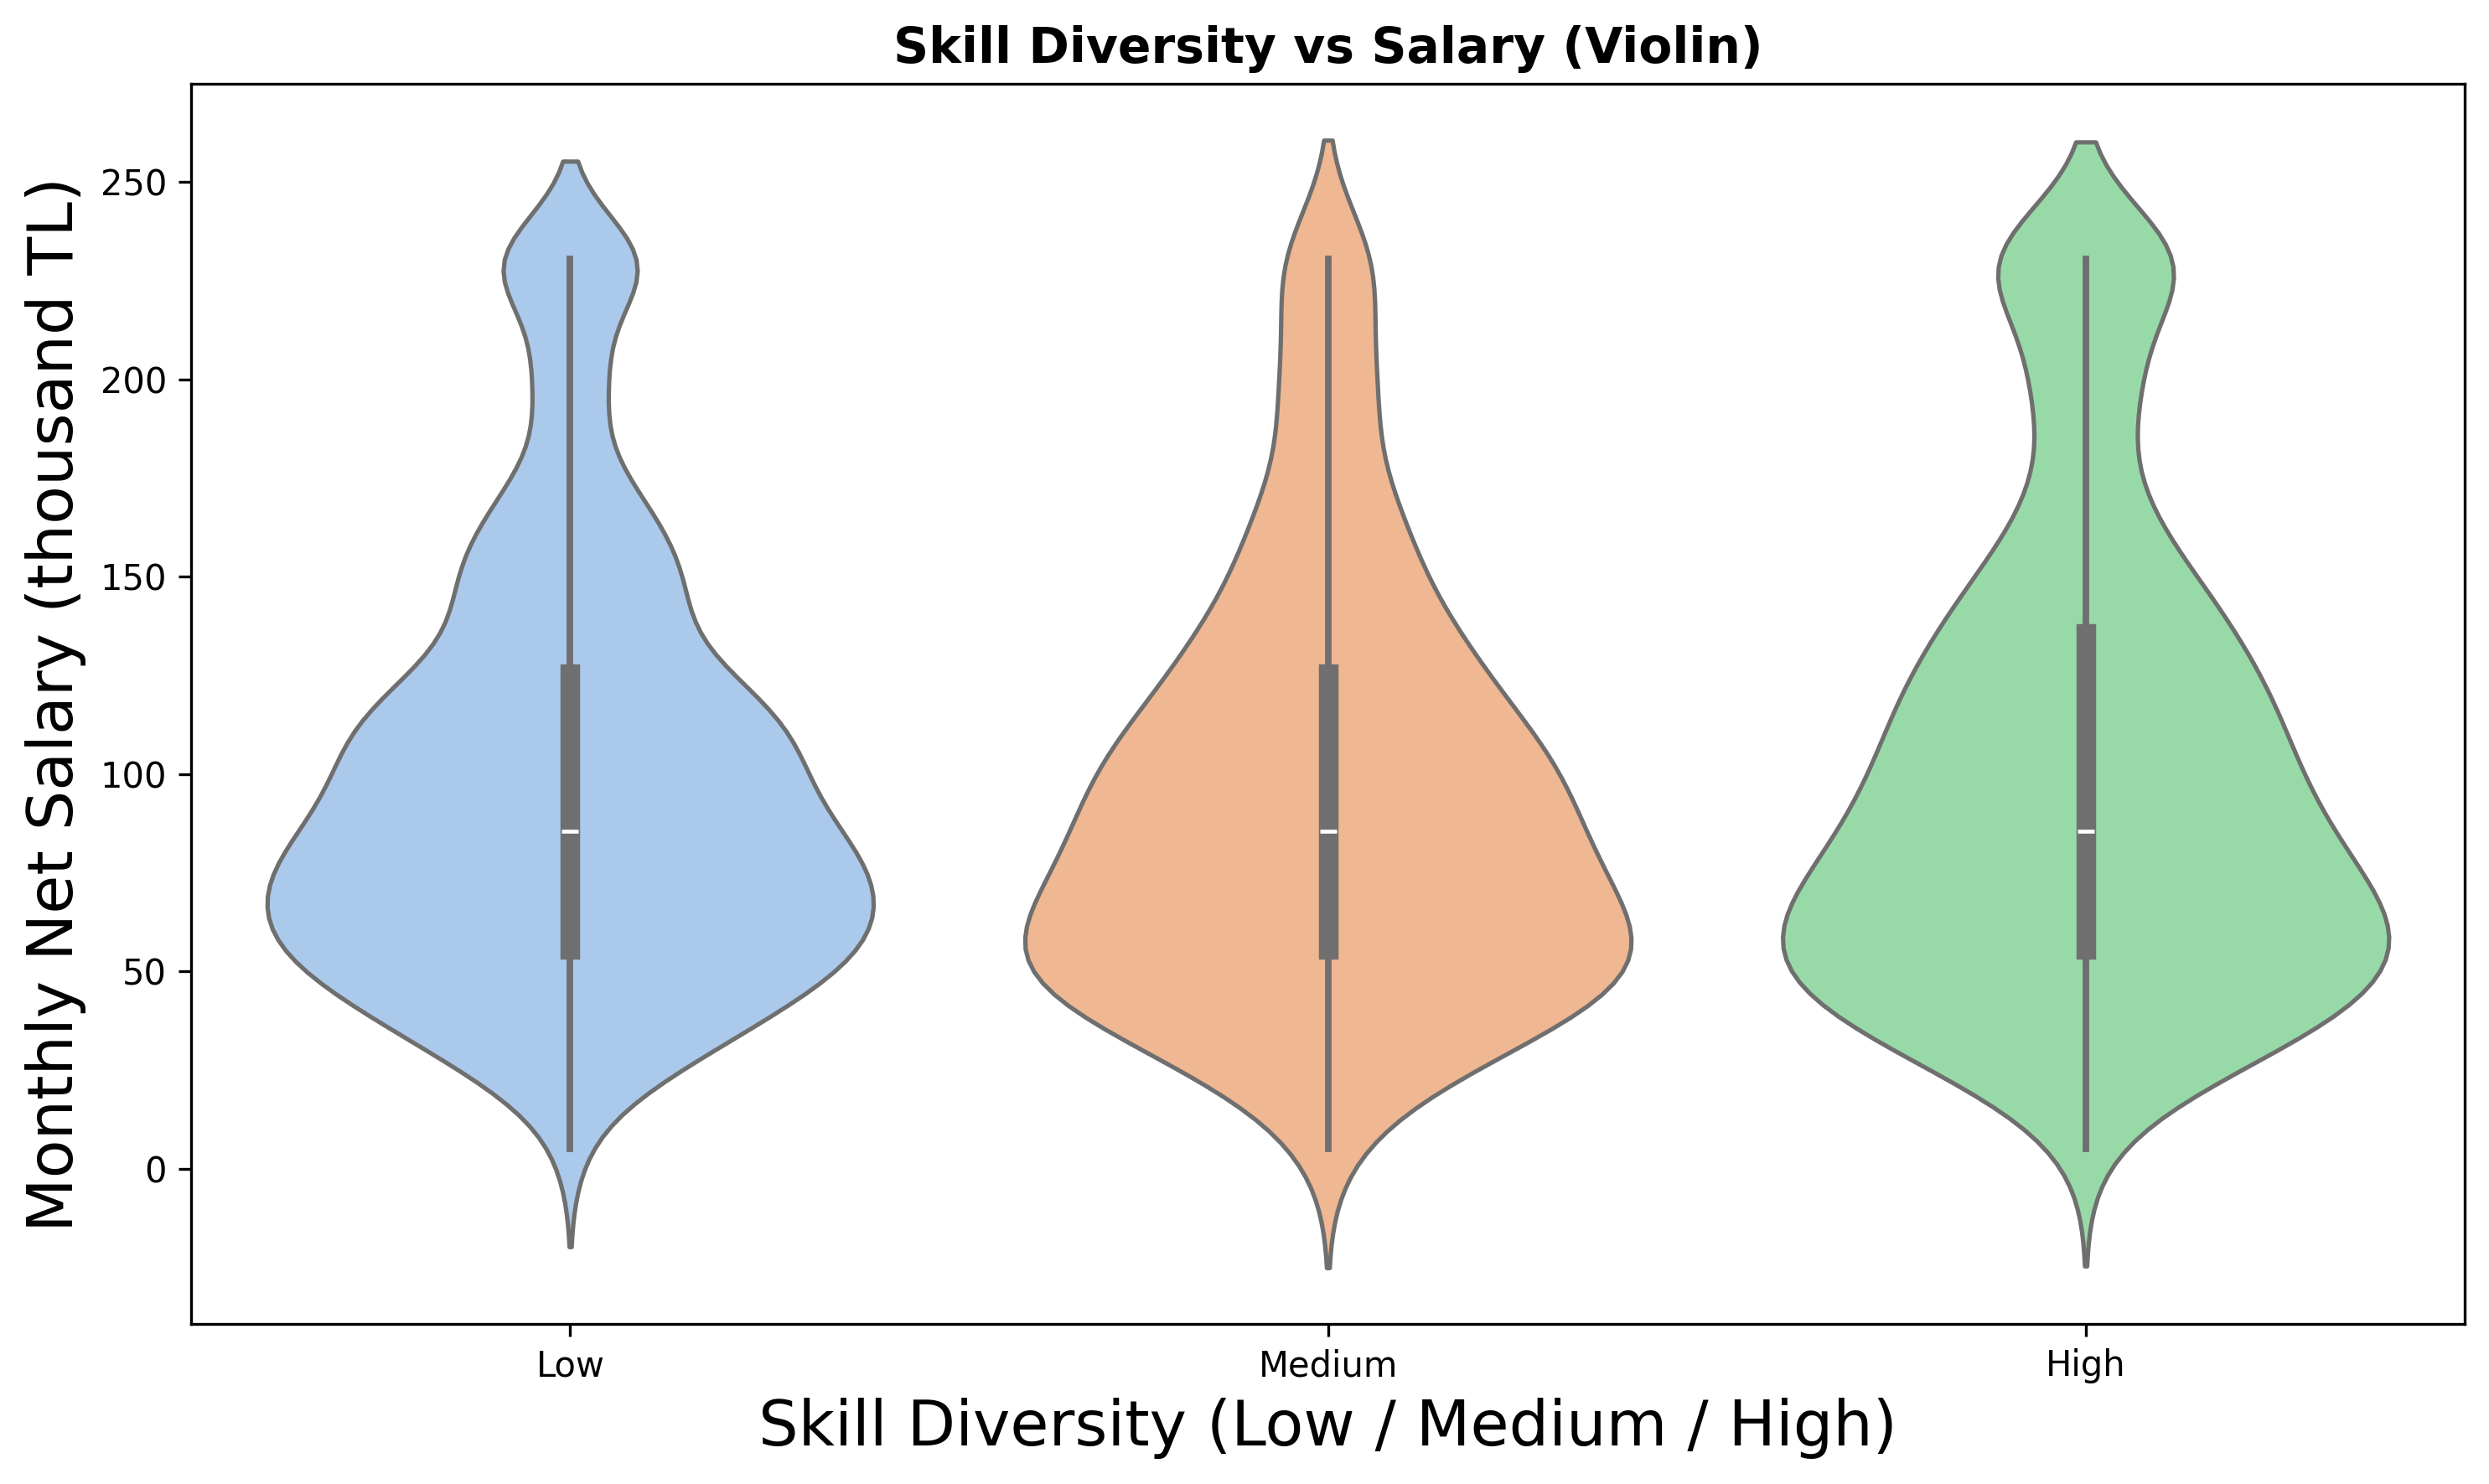 Skill Diversity vs Salary (Violin)
Monthly Net Salary (thousand TL)
250
200
150
100
50
0
Low Medium High
Skill Diversity (Low / Medium / High)